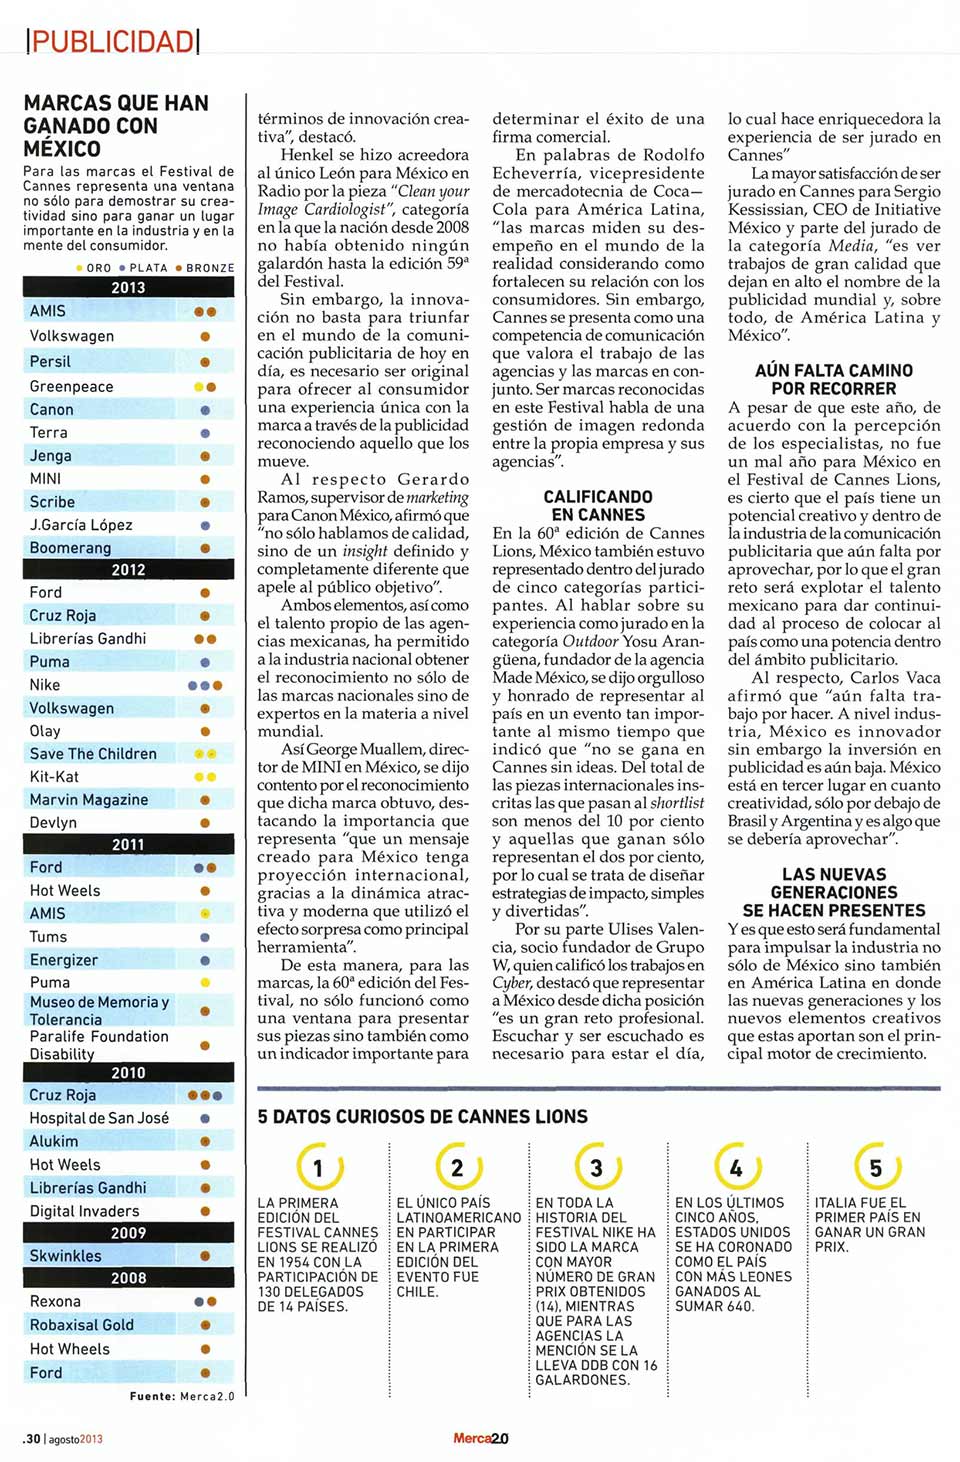 |PUBLICIDAD|
MARCAS QUE HAN
GANADO CON
MÉXICO
Para las marcas el Festival de
Cannes representa una ventana
no sólo para demostrar su crea-
tividad sino para ganar un lugar
importante en la industria y en la
mente del consumidor.
ORO PLATA BRONZE
2013
AMIS
Volkswagen
Persil
Greenpeace
Canon
Terra
Jenga
MINI
Scribe
J.García López
Boomerang
2012
Ford
Cruz Roja
Librerías Gandhi
Puma
Nike
Volkswagen
Olay
Save The Children
Kit-Kat
Marvin Magazine
Devlyn
2011
Ford
Hot Weels
AMIS
Tums
Energizer
Puma
Museo de Memoria y
Tolerancia
Paralife Foundation
Disability
2010
Cruz Roja
Hospital de San José
Alukim
Hot Weels
Librerías Gandhi
Digital Invaders
2009
Skwinkles
2008
Rexona
Robaxisal Gold
Hot Wheels
Ford
Fuente: Merca2.0
términos de innovación crea-
tiva", destacó.
Henkel se hizo acreedora
al único León para México en
Radio por la pieza "Clean your
Image Cardiologist", categoría
en la que la nación desde 2008
no había obtenido ningún
galardón hasta la edición 59ª
del Festival.
Sin embargo, la innova-
ción no basta para triunfar
en el mundo de la comuni-
cación publicitaria de hoy en
día, es necesario ser original
para ofrecer al consumidor
una experiencia única con la
marca a través de la publicidad
reconociendo aquello que los
mueve.
Al respecto Gerardo
Ramos, supervisor de marketing
para Canon México, afirmó que
"no sólo hablamos de calidad,
sino de un insight definido y
completamente diferente que
apele al público objetivo".
Ambos elementos, así como
el talento propio de las agen-
cias mexicanas, ha permitido
a la industria nacional obtener
el reconocimiento no sólo de
las marcas nacionales sino de
expertos en la materia a nivel
mundial.
Así George Muallem, direc-
tor de MINI en México, se dijo
contento por el reconocimiento
que dicha marca obtuvo, des-
tacando la importancia que
representa "que un mensaje
creado para México tenga
proyección internacional,
gracias a la dinámica atrac-
tiva y moderna que utilizó el
efecto sorpresa como principal
herramienta".
De esta manera, para las
marcas, la 60ª edición del Fes-
tival, no sólo funcionó como
una ventana para presentar
sus piezas sino también como
un indicador importante para
determinar el éxito de una
firma comercial.
En palabras de Rodolfo
Echeverría, vicepresidente
de mercadotecnia de Coca—
Cola para América Latina,
"las marcas miden su des-
empeño en el mundo de la
realidad considerando como
fortalecen su relación con los
consumidores. Sin embargo,
Cannes se presenta como una
competencia de comunicación
que valora el trabajo de las
agencias y las marcas en con-
junto. Ser marcas reconocidas
en este Festival habla de una
gestión de imagen redonda
entre la propia empresa y sus
agencias".
CALIFICANDO
EN CANNES
En la 60ª edición de Cannes
Lions, México también estuvo
representado dentro del jurado
de cinco categorías partici-
pantes. Al hablar sobre su
experiencia como jurado en la
categoría Outdoor Yosu Aran-
güena, fundador de la agencia
Made México, se dijo orgulloso
y honrado de representar al
país en un evento tan impor-
tante al mismo tiempo que
indicó que "no se gana en
Cannes sin ideas. Del total de
las piezas internacionales ins-
critas las que pasan al shortlist
son menos del 10 por ciento
y aquellas que ganan sólo
representan el dos por ciento,
por lo cual se trata de diseñar
estrategias de impacto, simples
y divertidas".
Por su parte Ulises Valen-
cia, socio fundador de Grupo
W, quien calificó los trabajos en
Cyber, destacó que representar
a México desde dicha posición
"es un gran reto profesional.
Escuchar y ser escuchado es
necesario para estar el día,
lo cual hace enriquecedora la
experiencia de ser jurado en
Cannes"
La mayor satisfacción de ser
jurado en Cannes para Sergio
Kessissian, CEO de Initiative
México y parte del jurado de
la categoría Media, "es ver
trabajos de gran calidad que
dejan en alto el nombre de la
publicidad mundial y, sobre
todo, de América Latina y
México".
AÚN FALTA CAMINO
POR RECORRER
A pesar de que este año, de
acuerdo con la percepción
de los especialistas, no fue
un mal año para México en
el Festival de Cannes Lions,
es cierto que el país tiene un
potencial creativo y dentro de
la industria de la comunicación
publicitaria que aún falta por
aprovechar, por lo que el gran
reto será explotar el talento
mexicano para dar continui-
dad al proceso de colocar al
país como una potencia dentro
del ámbito publicitario.
Al respecto, Carlos Vaca
afirmó que "aún falta tra-
bajo por hacer. A nivel indus-
tria, México es innovador
sin embargo la inversión en
publicidad es aún baja. México
está en tercer lugar en cuanto
creatividad, sólo por debajo de
Brasil y Argentina y es algo que
se debería aprovechar".
LAS NUEVAS
GENERACIONES
SE HACEN PRESENTES
Y es que esto será fundamental
para impulsar la industria no
sólo de México sino también
en América Latina en donde
las nuevas generaciones y los
nuevos elementos creativos
que estas aportan son el prin-
cipal motor de crecimiento.
5 DATOS CURIOSOS DE CANNES LIONS
1
LA PRIMERA
EDICIÓN DEL
FESTIVAL CANNES
LIONS SE REALIZÓ
EN 1954 CON LA
PARTICIPACIÓN DE
130 DELEGADOS
DE 14 PAÍSES.
2
EL ÚNICO PAÍS
LATINOAMERICANO
EN PARTICIPAR
EN LA PRIMERA
EDICIÓN DEL
EVENTO FUE
CHILE.
3
EN TODA LA
HISTORIA DEL
FESTIVAL NIKE HA
SIDO LA MARCA
CON MAYOR
NÚMERO DE GRAN
PRIX OBTENIDOS
(14), MIENTRAS
QUE PARA LAS
AGENCIAS LA
MENCIÓN SE LA
LLEVA DDB CON 16
GALARDONES.
4
EN LOS ÚLTIMOS
CINCO AÑOS,
ESTADOS UNIDOS
SE HA CORONADO
COMO EL PAÍS
CON MÁS LEONES
GANADOS AL
SUMAR 640.
5
ITALIA FUE EL
PRIMER PAÍS EN
GANAR UN GRAN
PRIX.
.30 | agosto2013
Merca2.0